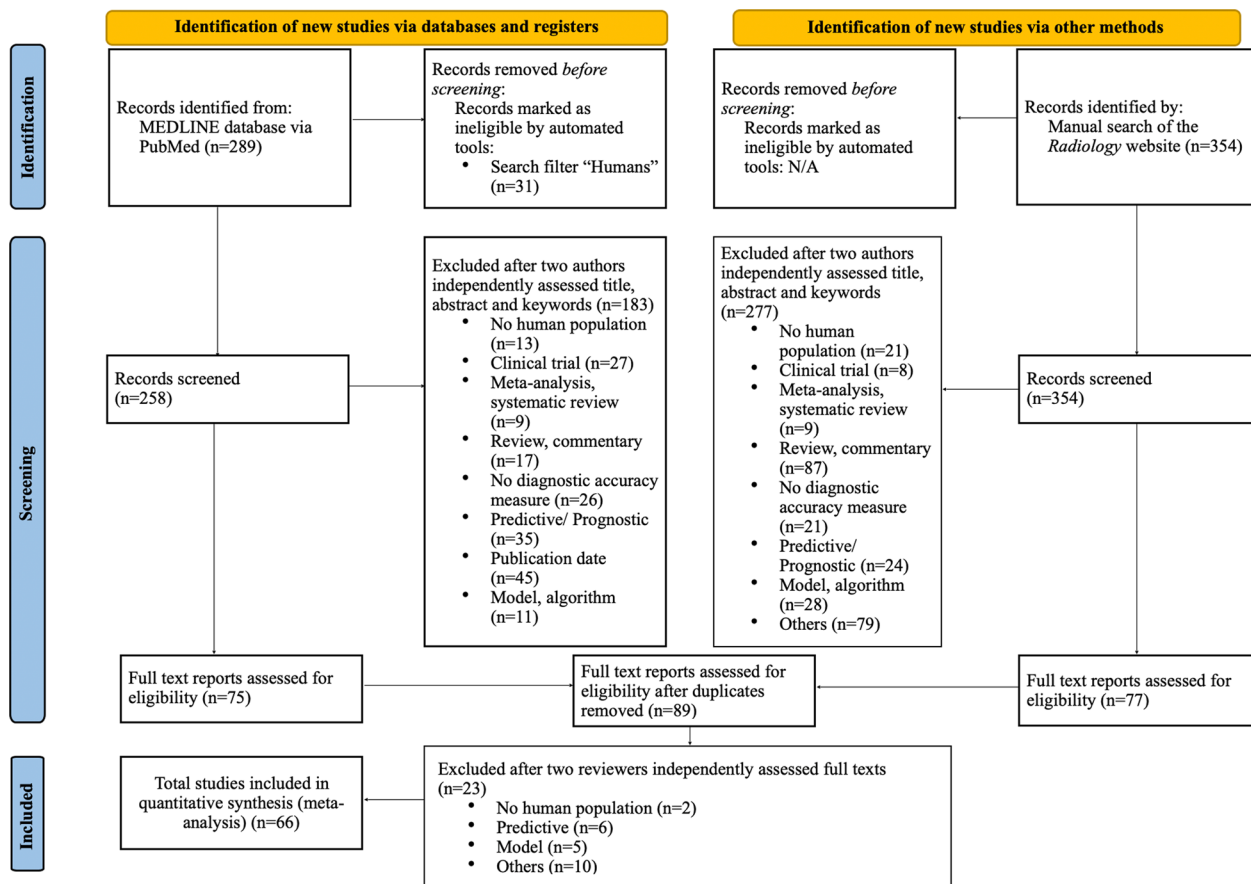 Identification of new studies via databases and registers
Identification of new studies via other methods
Identification
Records identified from:
MEDLINE database via
PubMed (n=289)
Records removed before
screening:
Records marked as
ineligible by automated
tools:
• Search filter “Humans”
(n=31)
Records removed before
screening:
Records marked as
ineligible by automated
tools: N/A
Records identified by:
Manual search of the
Radiology website (n=354)
Screening
Records screened
(n=258)
Excluded after two authors
independently assessed title,
abstract and keywords (n=183)
• No human population
(n=13)
• Clinical trial (n=27)
• Meta-analysis,
systematic review
(n=9)
• Review, commentary
(n=17)
• No diagnostic accuracy
measure (n=26)
• Predictive/ Prognostic
(n=35)
• Publication date
(n=45)
• Model, algorithm
(n=11)
Excluded after two authors
independently assessed title,
abstract and keywords
(n=277)
• No human
population (n=21)
• Clinical trial (n=8)
• Meta-analysis,
systematic review
(n=9)
• Review, commentary
(n=87)
• No diagnostic
accuracy measure
(n=21)
• Predictive/
Prognostic (n=24)
• Model, algorithm
(n=28)
• Others (n=79)
Records screened
(n=354)
Full text reports assessed for
eligibility (n=75)
Full text reports assessed for
eligibility after duplicates
removed (n=89)
Full text reports assessed for
eligibility (n=77)
Included
Total studies included in
quantitative synthesis (meta-
analysis) (n=66)
Excluded after two reviewers independently assessed full texts
(n=23)
• No human population (n=2)
• Predictive (n=6)
• Model (n=5)
• Others (n=10)